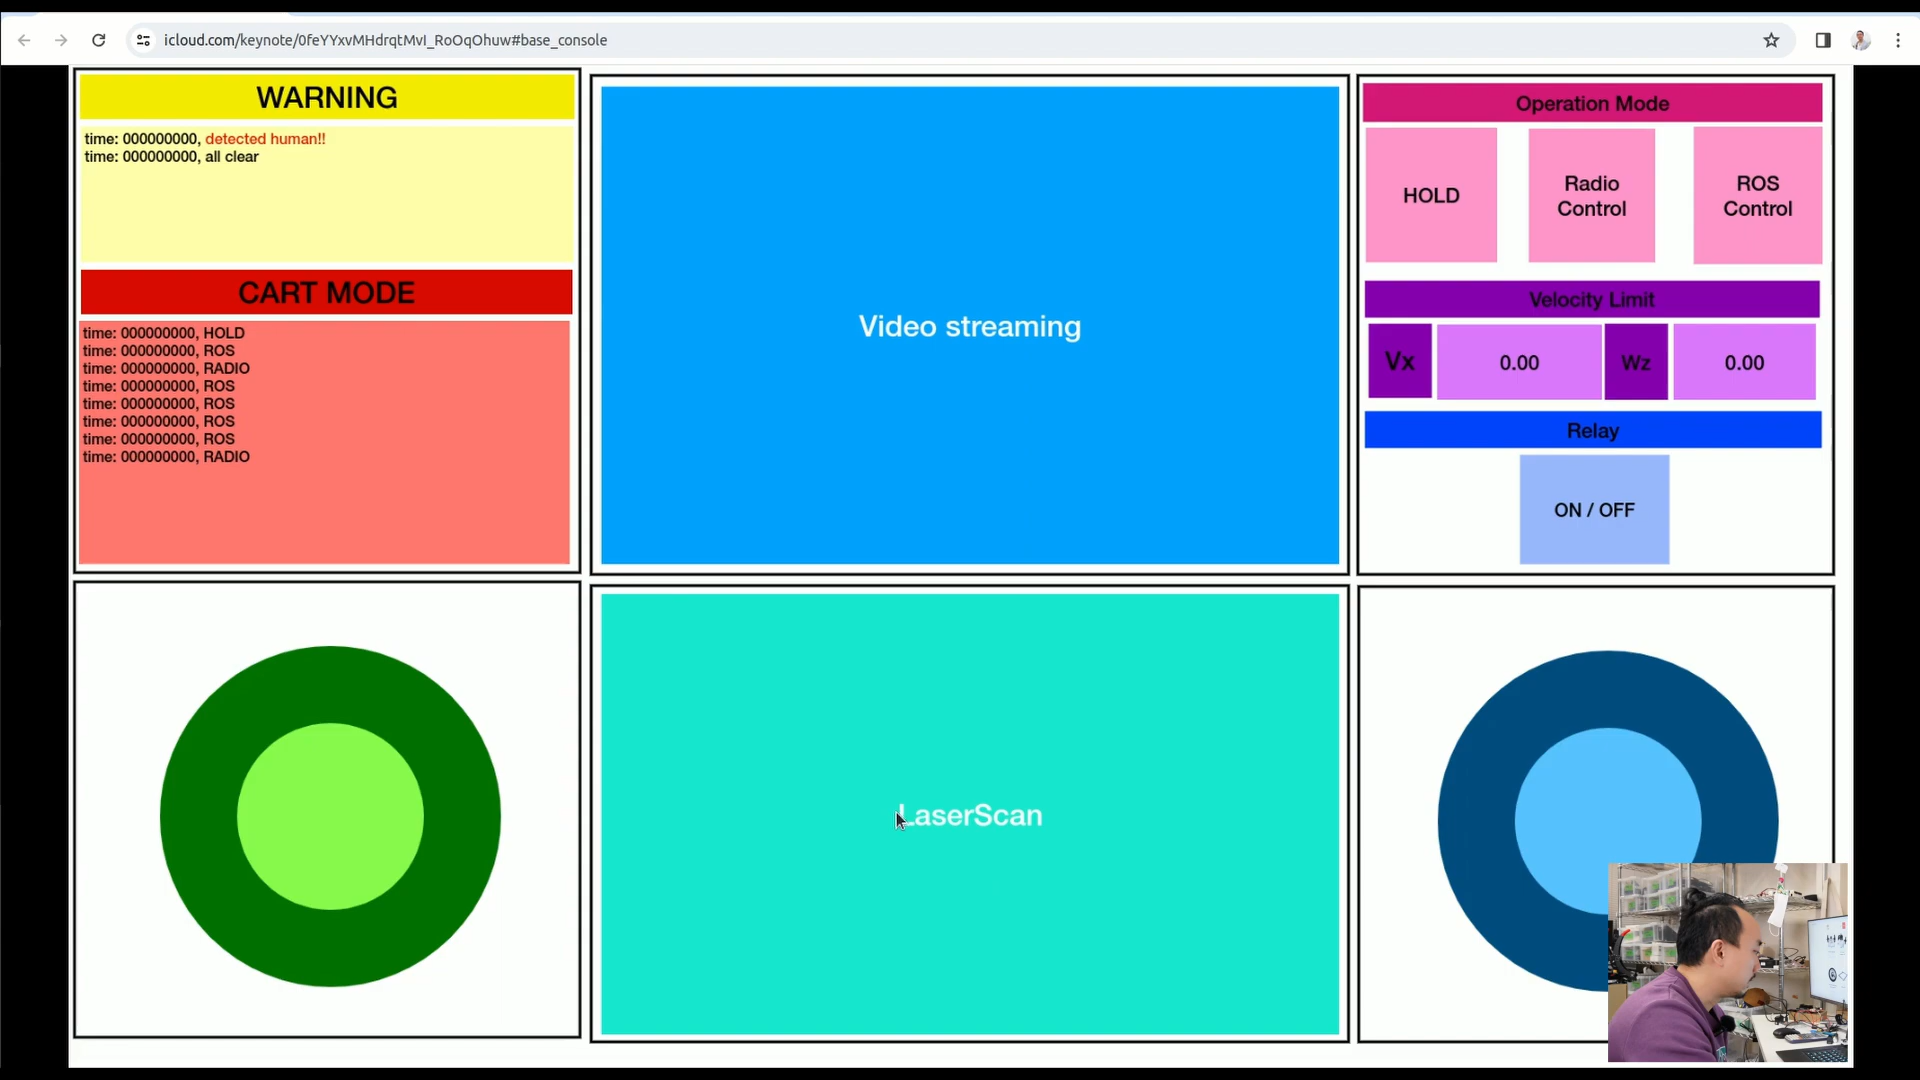 icloud.com/keynote/0feYYxvMHdrqtMvI_RoOqOhuw#base_console
WARNING
time: 000000000, detected human!!
time: 000000000, all clear
CART MODE
time: 000000000, HOLD
time: 000000000, ROS
time: 000000000, RADIO
time: 000000000, ROS
time: 000000000, ROS
time: 000000000, ROS
time: 000000000, ROS
time: 000000000, RADIO
Video streaming
LaserScan
Operation Mode
HOLD
Radio
Control
ROS
Control
Velocity Limit
Vx
0.00
Wz
0.00
Relay
ON / OFF